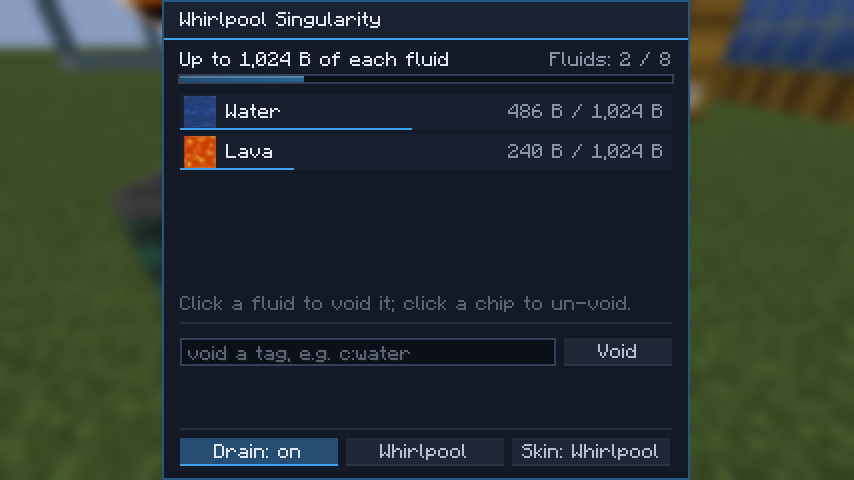 Whirlpool Singularity
Up to 1,024 B of each fluid
Fluids: 2 / 8
Water
486 B / 1,024 B
Lava
240 B / 1,024 B
Click a fluid to void it; click a chip to un-void.
void a tag, e.g. c:water
Void
Drain: on
Whirlpool
Skin: Whirlpool